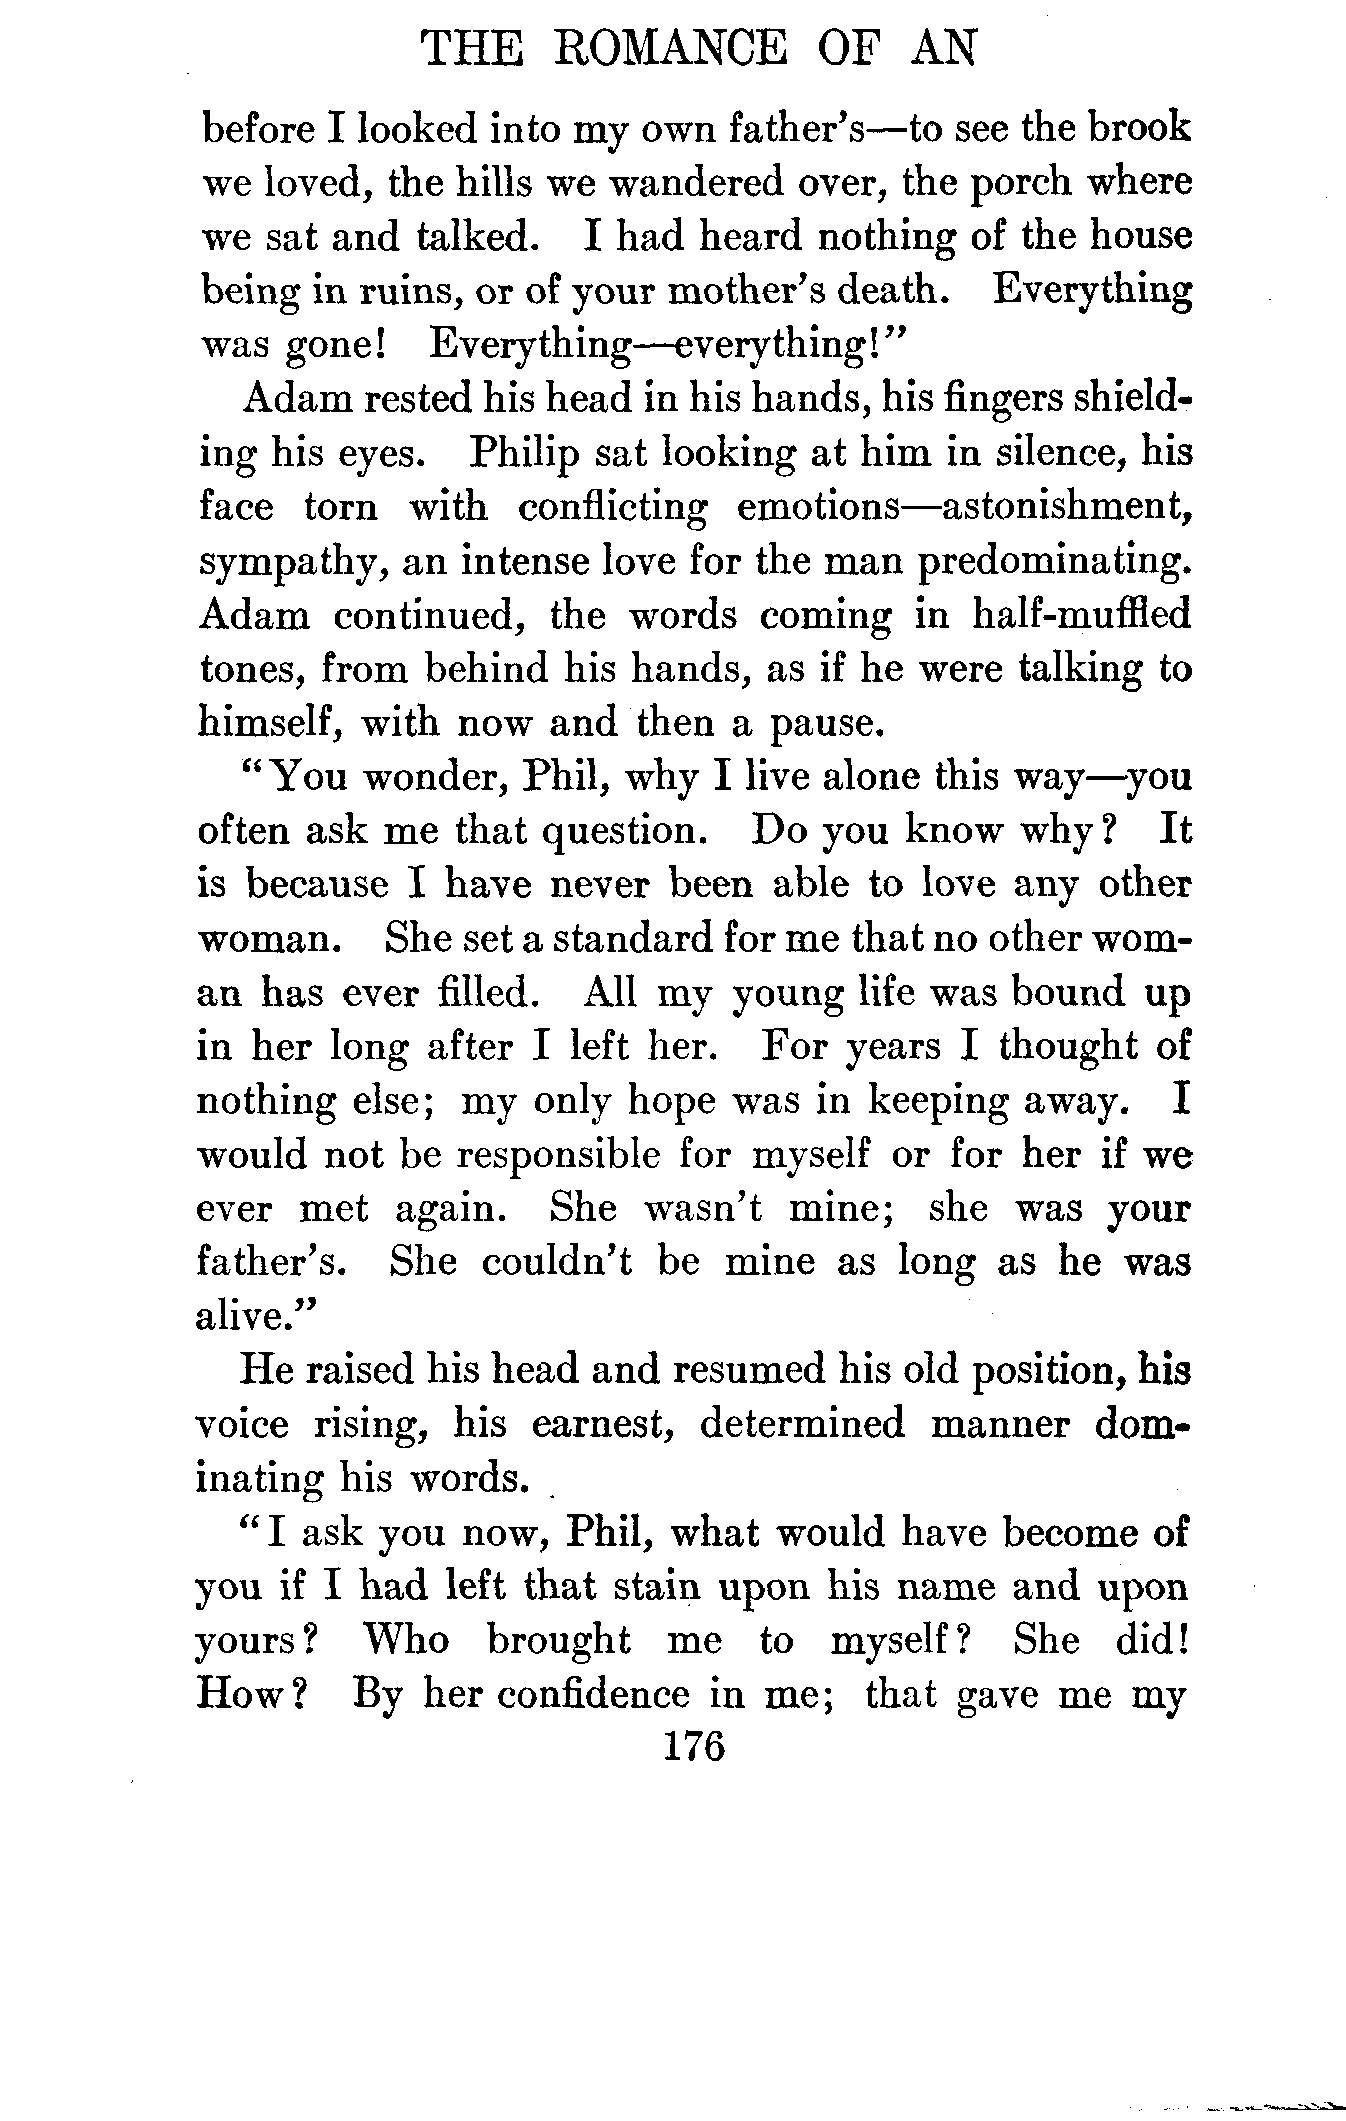 THE ROMANCE OF AN
before I looked into my own father's—to see the brook
we loved, the hills we wandered over, the porch where
we sat and talked. I had heard nothing of the house
being in ruins, or of your mother's death. Everything
was gone! Everything—everything!"
Adam rested his head in his hands, his fingers shield-
ing his eyes. Philip sat looking at him in silence, his
face torn with conflicting emotions—astonishment,
sympathy, an intense love for the man predominating.
Adam continued, the words coming in half-muffled
tones, from behind his hands, as if he were talking to
himself, with now and then a pause.
"You wonder, Phil, why I live alone this way—you
often ask me that question. Do you know why? It
is because I have never been able to love any other
woman. She set a standard for me that no other wom-
an has ever filled. All my young life was bound up
in her long after I left her. For years I thought of
nothing else; my only hope was in keeping away. I
would not be responsible for myself or for her if we
ever met again. She wasn't mine; she was your
father's. She couldn't be mine as long as he was
alive."
He raised his head and resumed his old position, his
voice rising, his earnest, determined manner dom-
inating his words.
"I ask you now, Phil, what would have become of
you if I had left that stain upon his name and upon
yours? Who brought me to myself? She did!
How? By her confidence in me; that gave me my
176